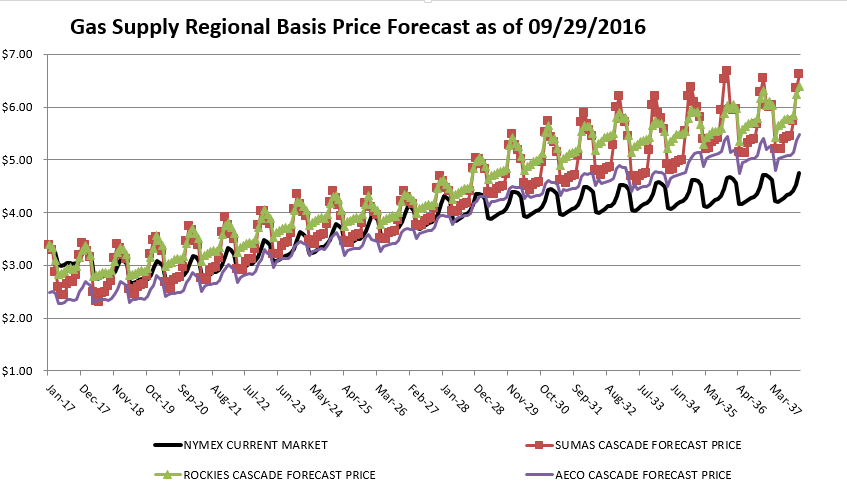 Gas Supply Regional Basis Price Forecast as of 09/29/2016
$7.00
$6.00
$5.00
$4.00
$3.00
$2.00
$1.00
Jan-17 Dec-17 Nov-18 Oct-19 Sep-20 Aug-21 Jul-22 Jun-23 May-24 Apr-25 Mar-26 Feb-27 Jan-28 Dec-28 Nov-29 Oct-30 Sep-31 Aug-32 Jul-33 Jun-34 May-35 Apr-36 Mar-37
NYMEX CURRENT MARKET SUMAS CASCADE FORECAST PRICE
ROCKIES CASCADE FORECAST PRICE AECO CASCADE FORECAST PRICE